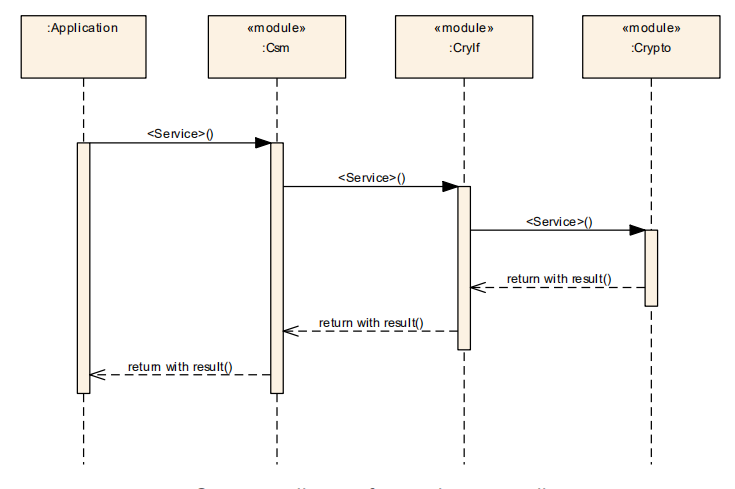 :Application
«module»
:Csm
«module»
:CryIf
«module»
:Crypto
<Service>()
<Service>()
<Service>()
return with result()
return with result()
return with result()